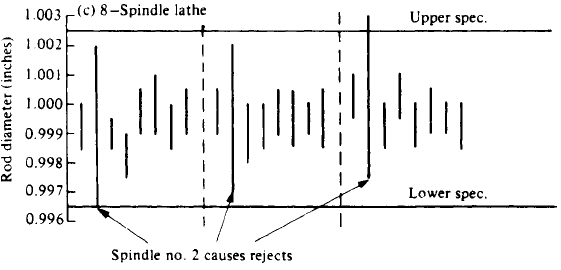 (c) 8–Spindle lathe
Upper spec.
Rod diameter (inches)
1.003
1.002
1.001
1.000
0.999
0.998
0.997
0.996
Lower spec.
Spindle no. 2 causes rejects